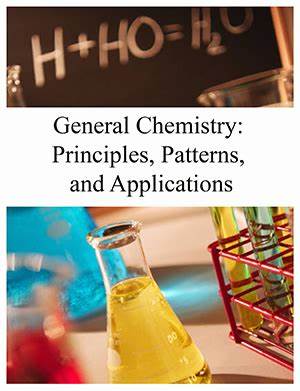 H+HO=H₂O
General Chemistry:
Principles, Patterns,
and Applications